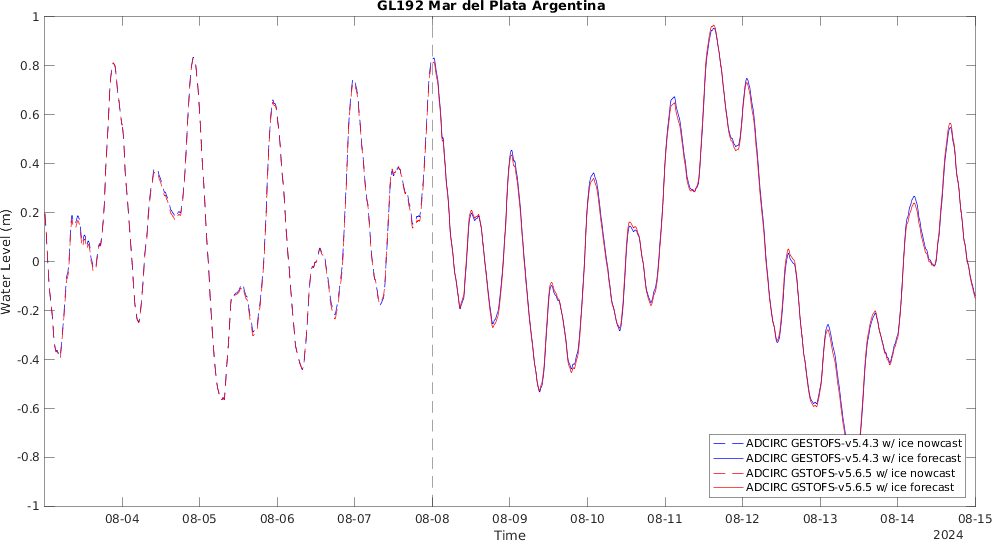 GL192 Mar del Plata Argentina
Water Level (m)
1
0.8
0.6
0.4
0.2
0
-0.2
-0.4
-0.6
-0.8
-1
ADCIRC GESTOFS-v5.4.3 w/ ice nowcast
ADCIRC GESTOFS-v5.4.3 w/ ice forecast
ADCIRC GSTOFS-v5.6.5 w/ ice nowcast
ADCIRC GSTOFS-v5.6.5 w/ ice forecast
08-04 08-05 08-06 08-07 08-08 08-09 08-10 08-11 08-12 08-13 08-14 08-15
Time
2024